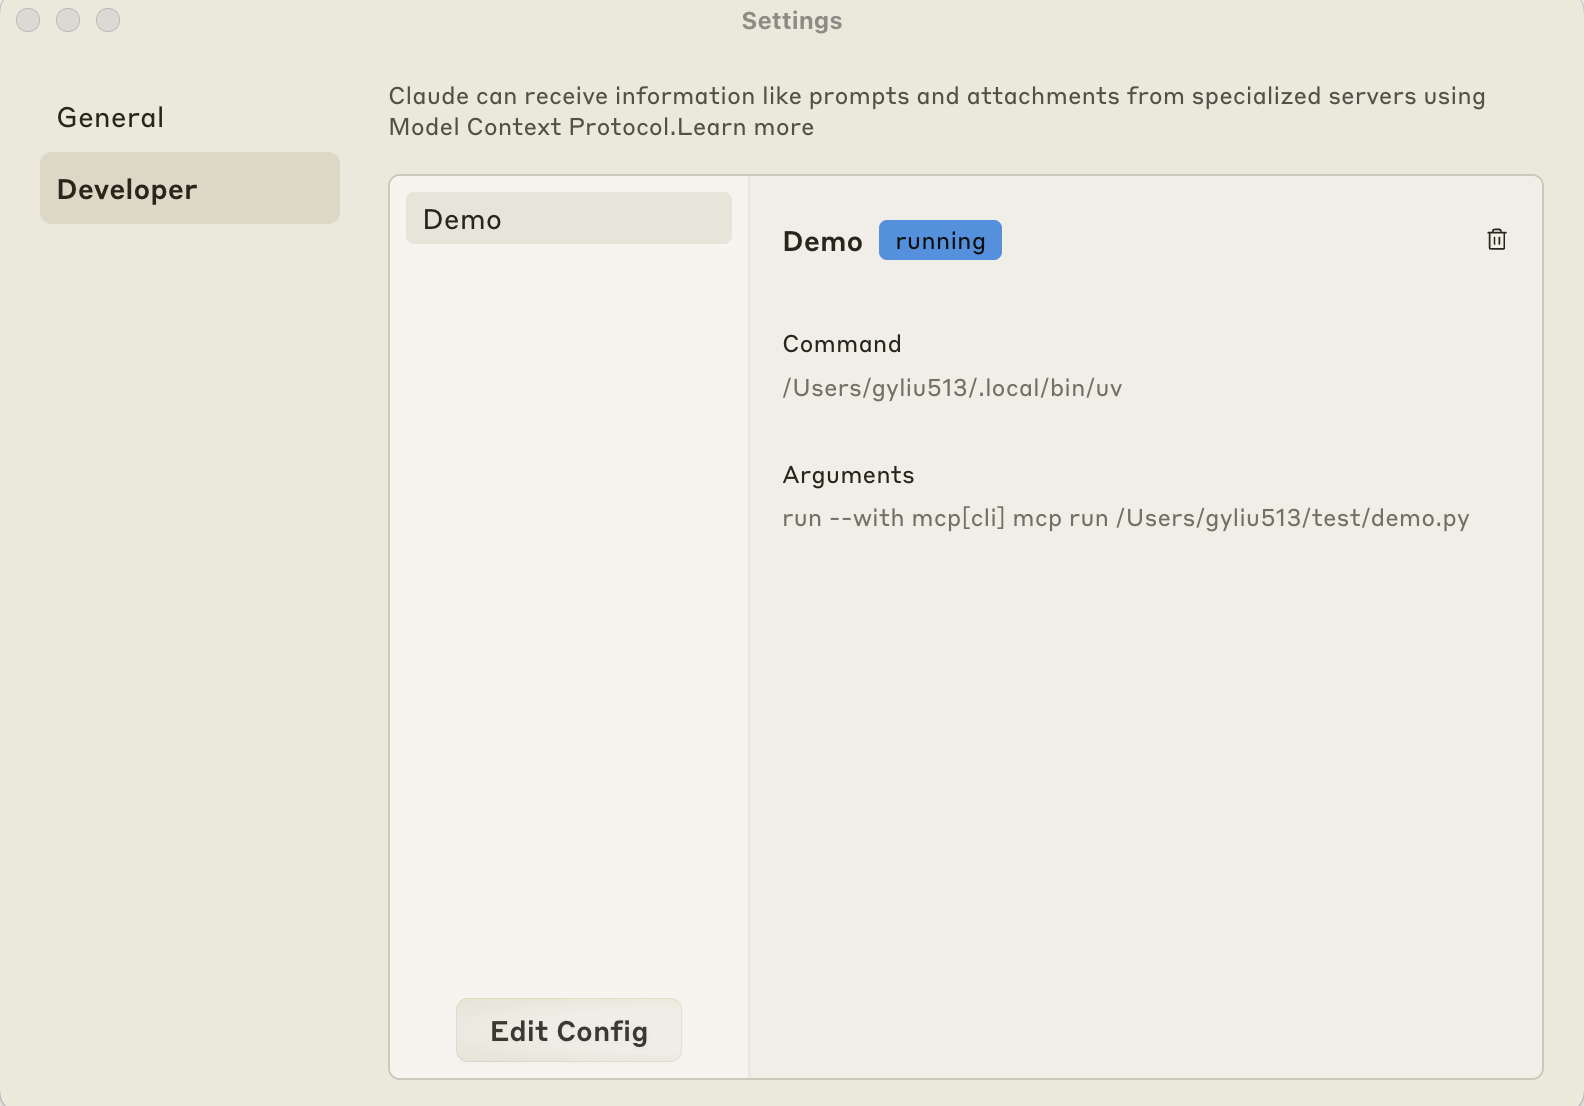 Settings
General
Developer
Claude can receive information like prompts and attachments from specialized servers using
Model Context Protocol.Learn more
Demo
Edit Config
Demo running
Command
/Users/gyliu513/.local/bin/uv
Arguments
run --with mcp[cli] mcp run /Users/gyliu513/test/demo.py